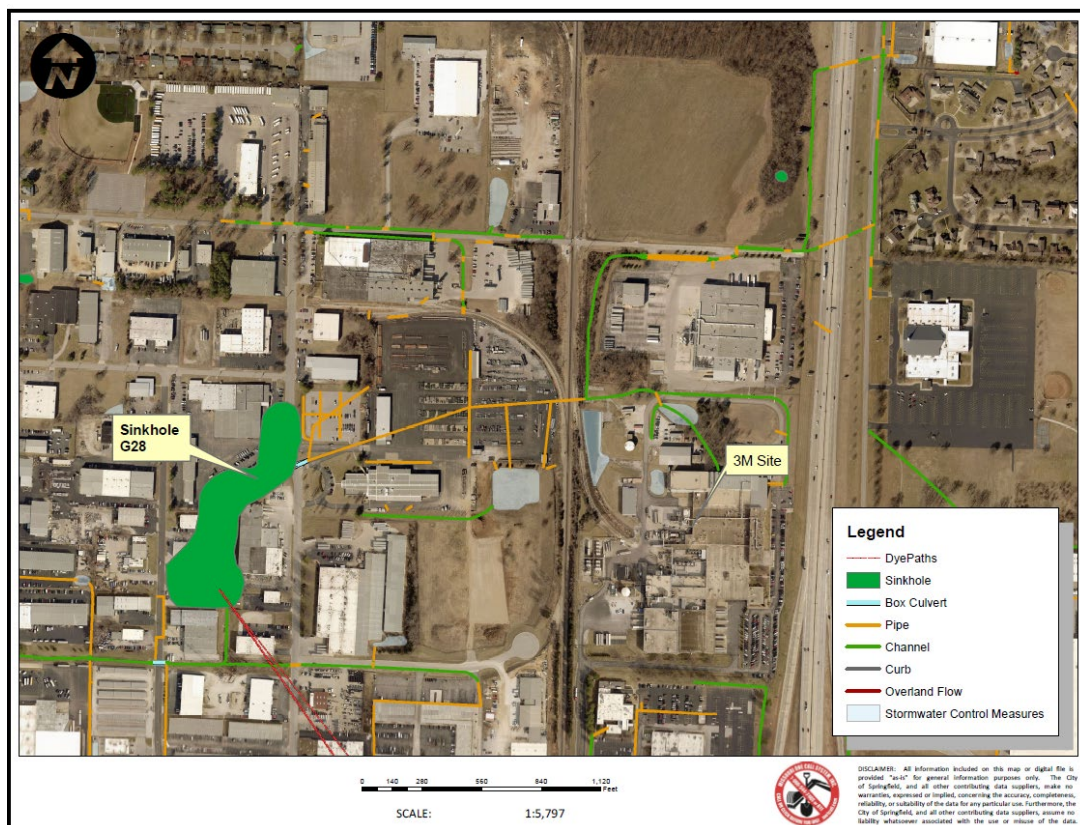 N
Sinkhole
G28
3M Site
Legend
DyePaths
Sinkhole
Box Culvert
Pipe
Channel
Curb
Overland Flow
Stormwater Control Measures
0 140 280 560 840 1,120
Feet
SCALE: 1:5,797
DISCLAIMER: All information included on this map or digital file is
provided "as-is" for general information purposes only. The City
of Springfield, and all other contributing data suppliers, make no
warranties, expressed or implied, concerning the accuracy, completeness,
reliability, or suitability of the data for any particular use. Furthermore, the
City of Springfield, and all other contributing data suppliers, assume no
liability whatsoever associated with the use or misuse of the data.